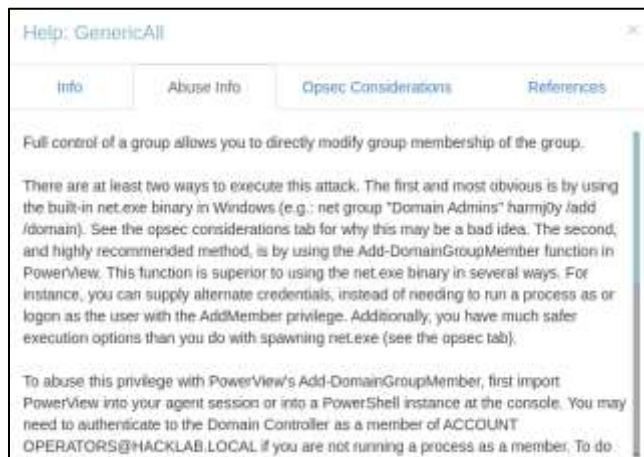 Help: GenericAll
×
Info Abuse Info Opsec Considerations References
Full control of a group allows you to directly modify group membership of the group.
There are at least two ways to execute this attack. The first and most obvious is by using
the built-in net.exe binary in Windows (e.g.: net group "Domain Admins" harmj0y /add
/domain). See the opsec considerations tab for why this may be a bad idea. The second,
and highly recommended method, is by using the Add-DomainGroupMember function in
PowerView. This function is superior to using the net.exe binary in several ways. For
instance, you can supply alternate credentials, instead of needing to run a process as or
logon as the user with the AddMember privilege. Additionally, you have much safer
execution options than you do with spawning net.exe (see the opsec tab).
To abuse this privilege with PowerView's Add-DomainGroupMember, first import
PowerView into your agent session or into a PowerShell instance at the console. You may
need to authenticate to the Domain Controller as a member of ACCOUNT
OPERATORS@HACKLAB.LOCAL if you are not running a process as a member. To do